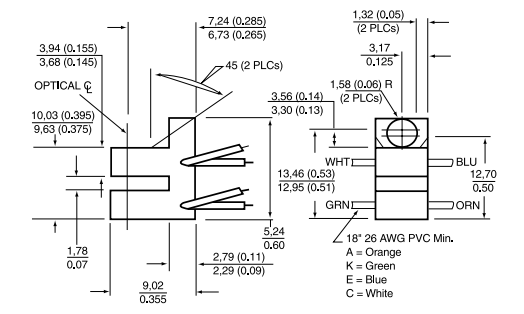 7,24 (0.285)
6,73 (0.265)
1,32 (0.05)
(2 PLCs)
3,94 (0.155)
3,68 (0.145)
3,17
0.125
45 (2 PLCs)
OPTICAL ℄
1,58 (0.06) R
(2 PLCs)
3,56 (0.14)
3,30 (0.13)
10,03 (0.395)
9,63 (0.375)
WHT
BLU
13,46 (0.53)
12,95 (0.51)
12,70
0.50
GRN
ORN
5,24
0.60
1,78
0.07
2,79 (0.11)
2,29 (0.09)
9,02
0.355
18" 26 AWG PVC Min.
A = Orange
K = Green
E = Blue
C = White